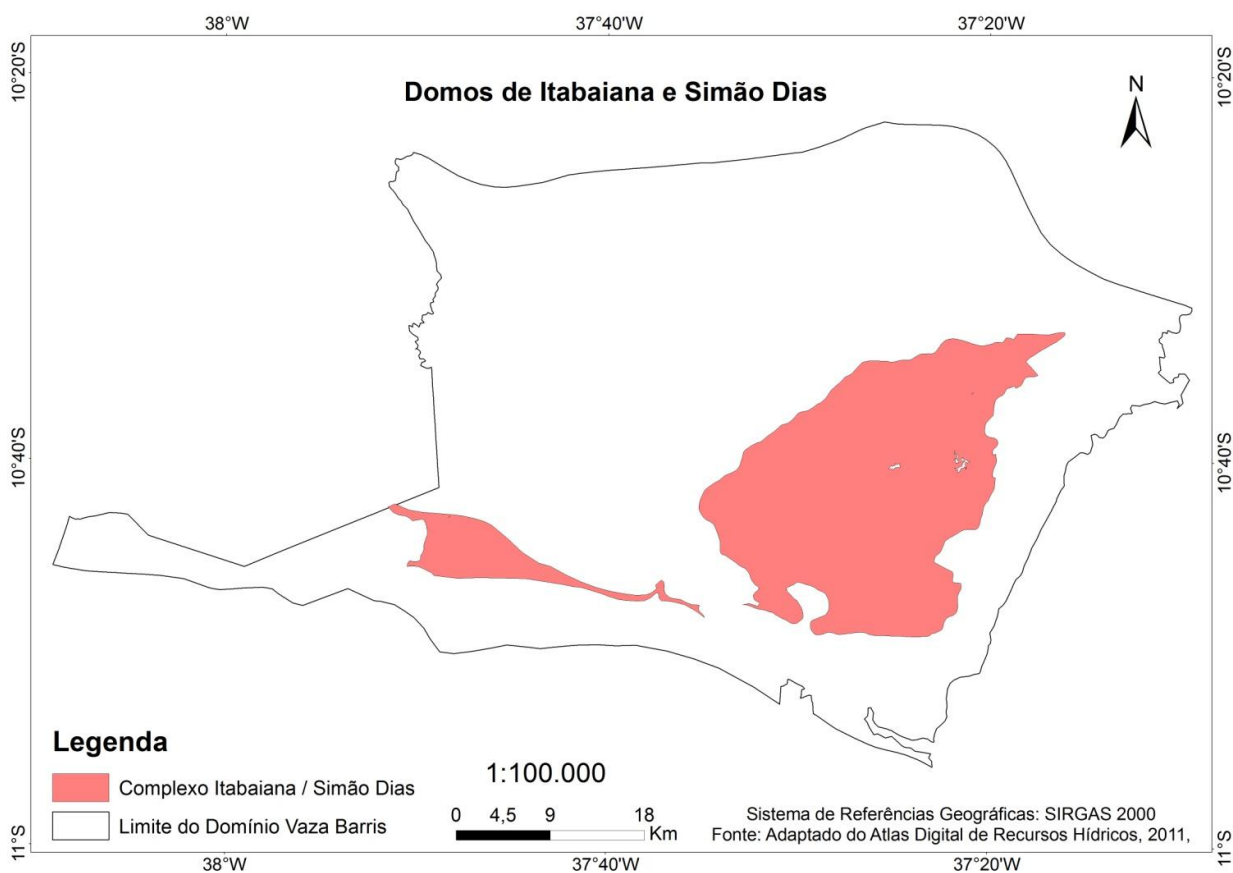 38°W 37°40'W 37°20'W
10°20'S
10°20'S
Domos de Itabaiana e Simão Dias
N
10°40'S
10°40'S
Legenda
Complexo Itabaiana / Simão Dias
Limite do Domínio Vaza Barris
1:100.000
0 4,5 9 18
Km
Sistema de Referências Geográficas: SIRGAS 2000
Fonte: Adaptado do Atlas Digital de Recursos Hídricos, 2011,
11°S
11°S
38°W 37°40'W 37°20'W